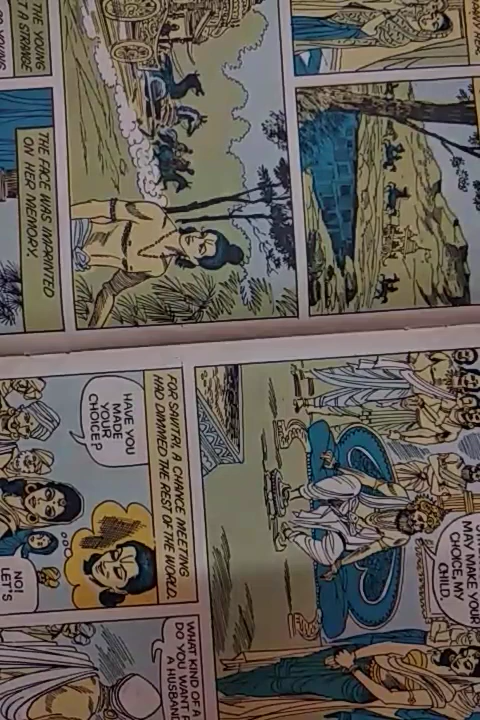 THE YOUNG
THE FACE WAS IMPRINTED
ON HER MEMORY.
MAY MAKE YOUR
CHOICE, MY
CHILD.
FOR SAVITRI, A CHANCE MEETING
HAD DIMMED THE REST OF THE WORLD.
HAVE YOU
MADE
YOUR
CHOICE?
NO!
LET'S
WHAT KIND OF A
DO YOU WANT
A HUSBAND